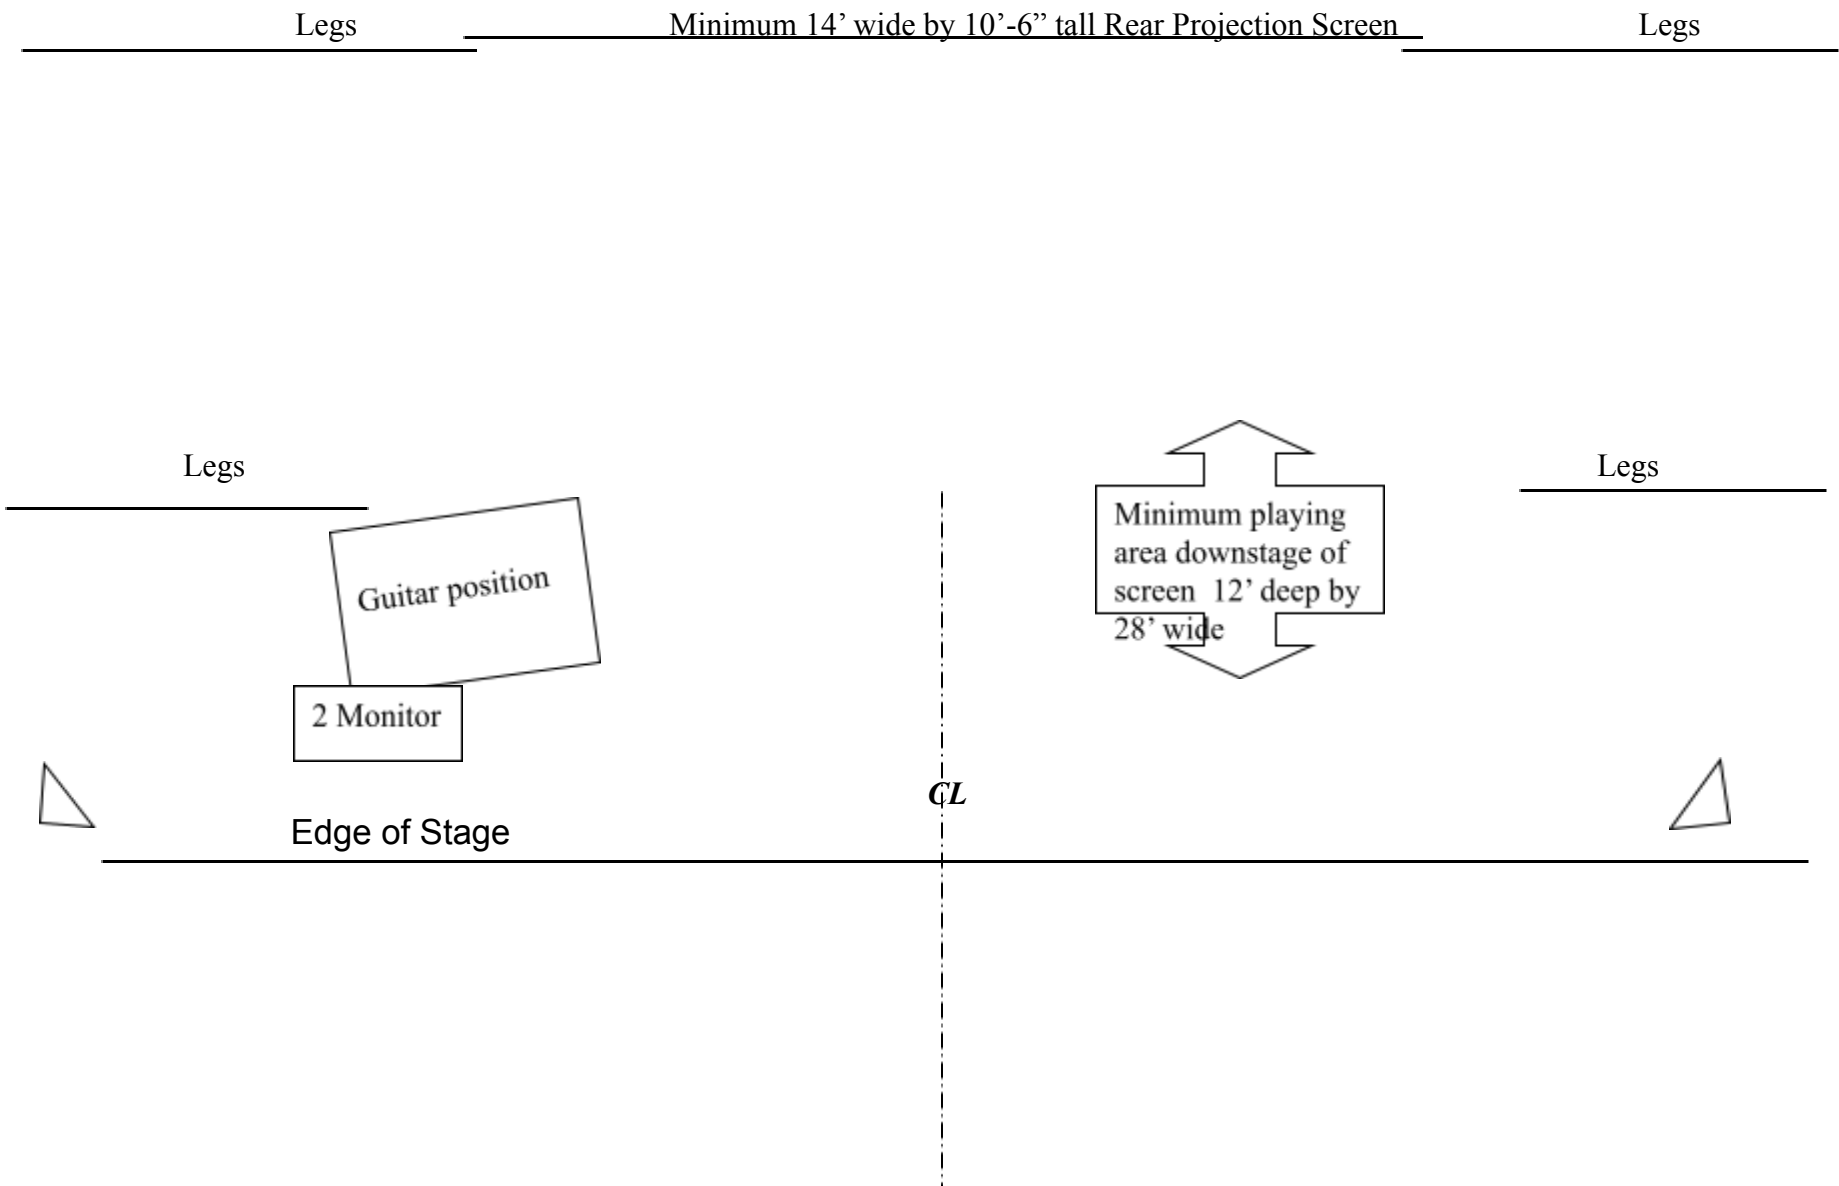 Legs
Minimum 14’ wide by 10’-6” tall Rear Projection Screen
Legs
Legs
Legs
Minimum playing
area downstage of
screen  12’ deep by
28’ wide
Guitar position
2 Monitor
CL
Edge of Stage